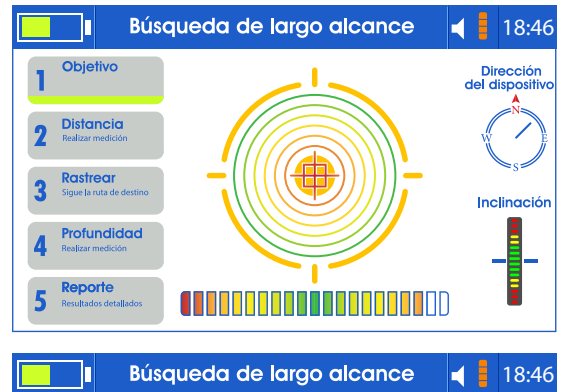 Búsqueda de largo alcance
18:46
1
Objetivo
2
Distancia
Realizar medición
3
Rastrear
Sigue la ruta de destino
4
Profundidad
Realizar medición
5
Reporte
Resultados detallados
Dirección
del dispositivo
N
W
E
S
Inclinación
Búsqueda de largo alcance
18:46